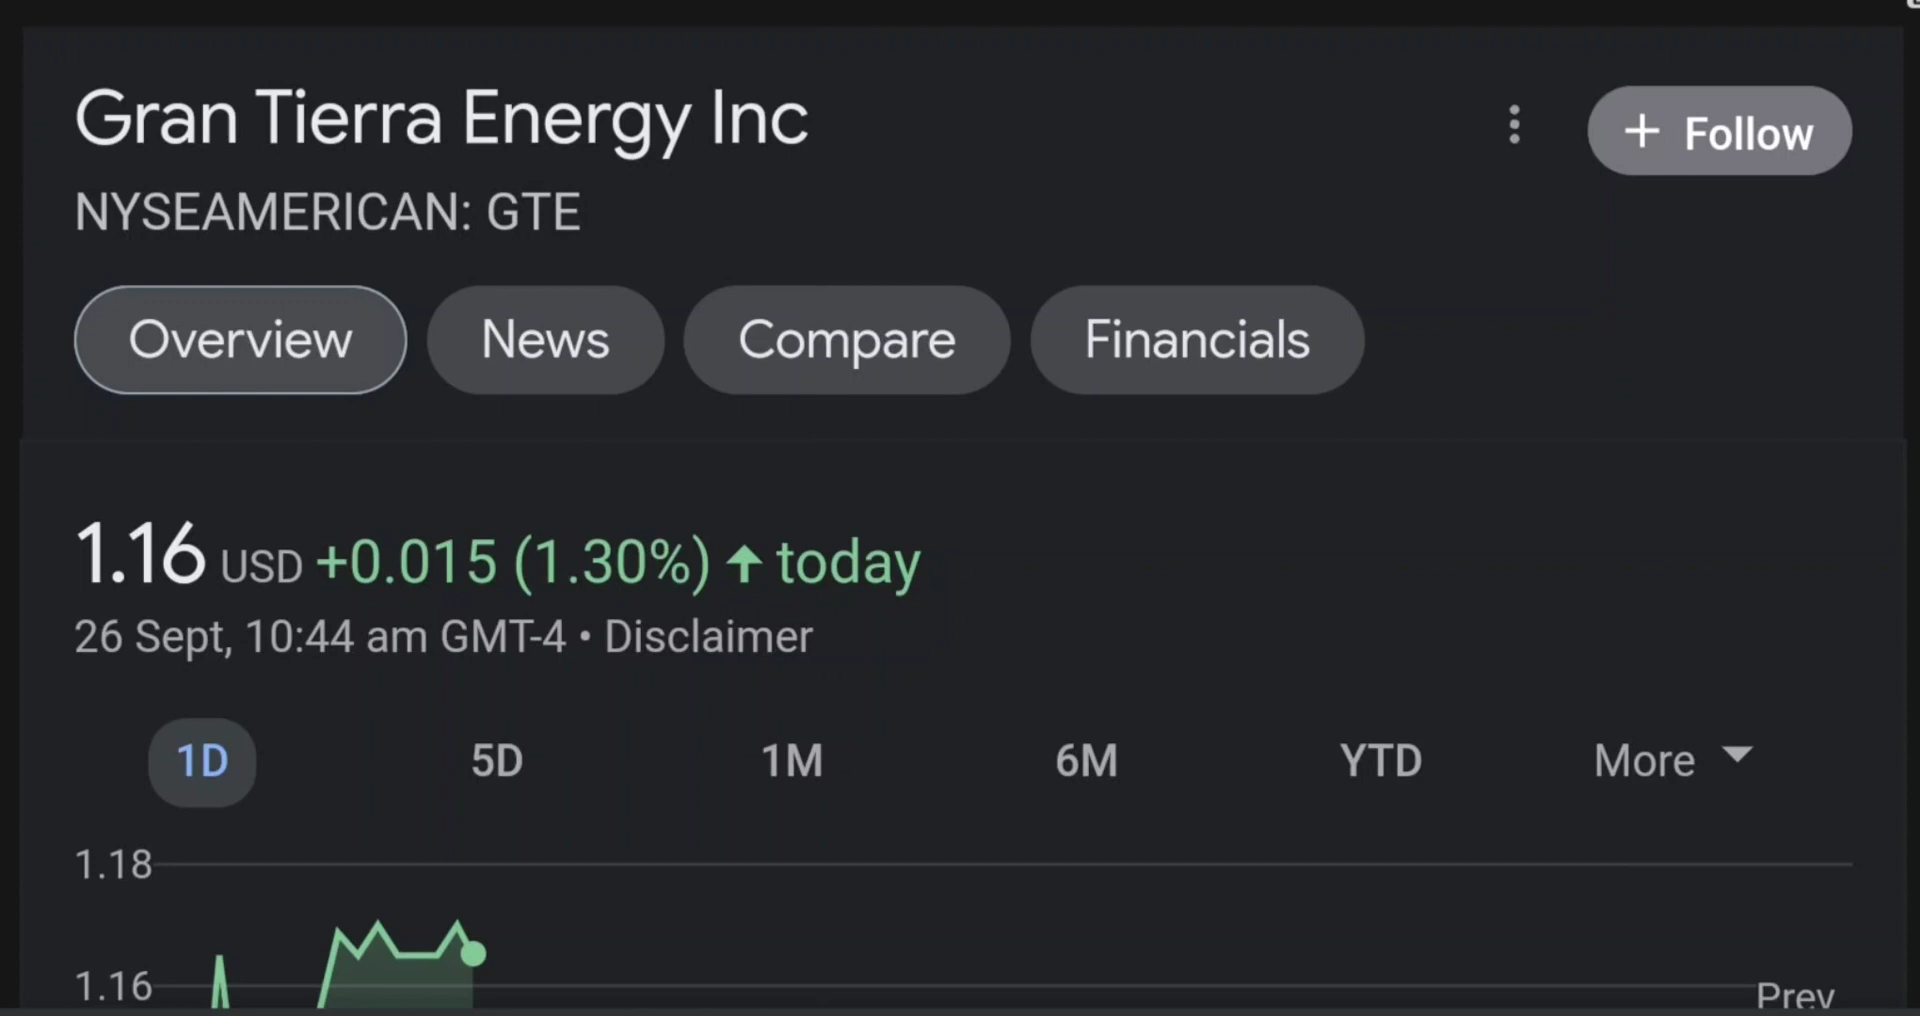 Gran Tierra Energy Inc
+ Follow
NYSEAMERICAN: GTE
Overview News Compare Financials
1.16 USD +0.015 (1.30%) ↑ today
26 Sept, 10:44 am GMT-4 • Disclaimer
1D 5D 1M 6M YTD More
1.18
1.16
Prev